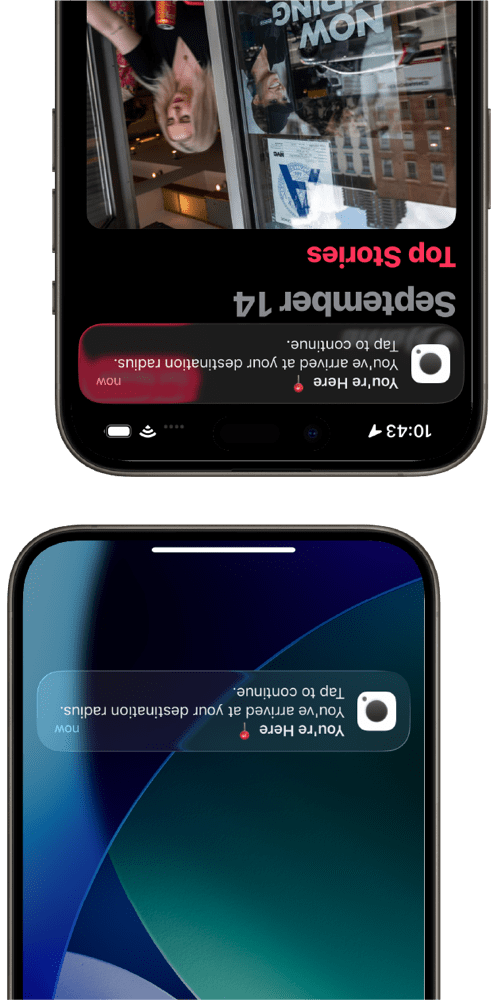 You're Here 📍 now
You've arrived at your destination radius.
Tap to continue.
10:43
You're Here 📍 now
You've arrived at your destination radius.
Tap to continue.
September 14
Top Stories
NOW
IRING